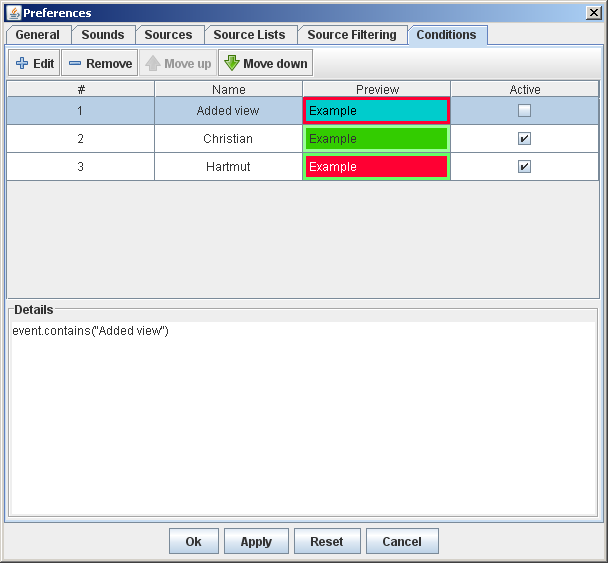 Preferences
General Sounds Sources Source Lists Source Filtering Conditions
Edit Remove Move up Move down
# Name Preview Active
1 Added view Example
2 Christian Example
3 Hartmut Example
Details
event.contains("Added view")
Ok Apply Reset Cancel